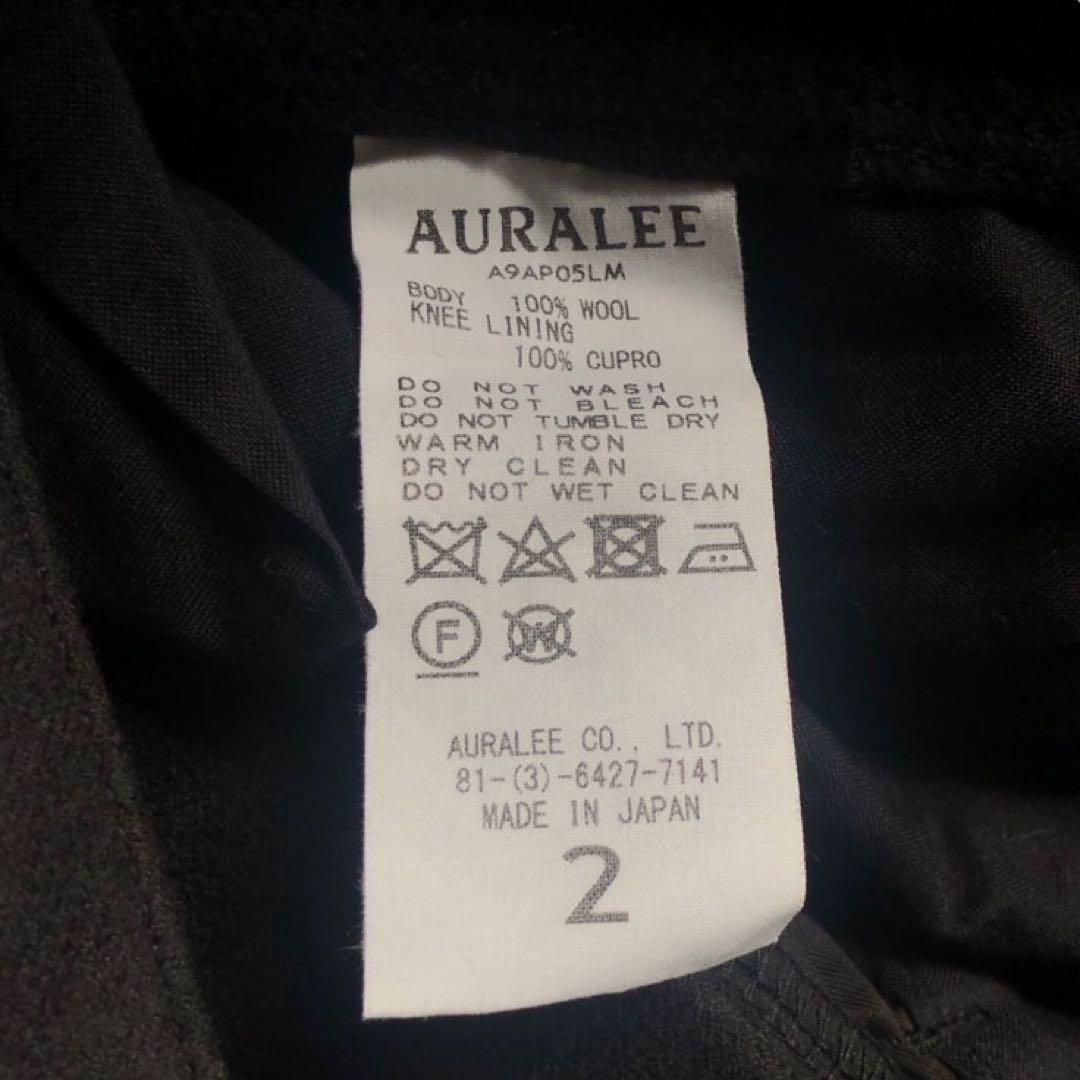 AURALEE
A9AP05LM
BODY 100% WOOL
KNEE LINING
100% CUPRO
DO NOT WASH
DO NOT BLEACH
DO NOT TUMBLE DRY
WARM IRON
DRY CLEAN
DO NOT WET CLEAN
F
W
AURALEE CO., LTD.
81-(3)-6427-7141
MADE IN JAPAN
2